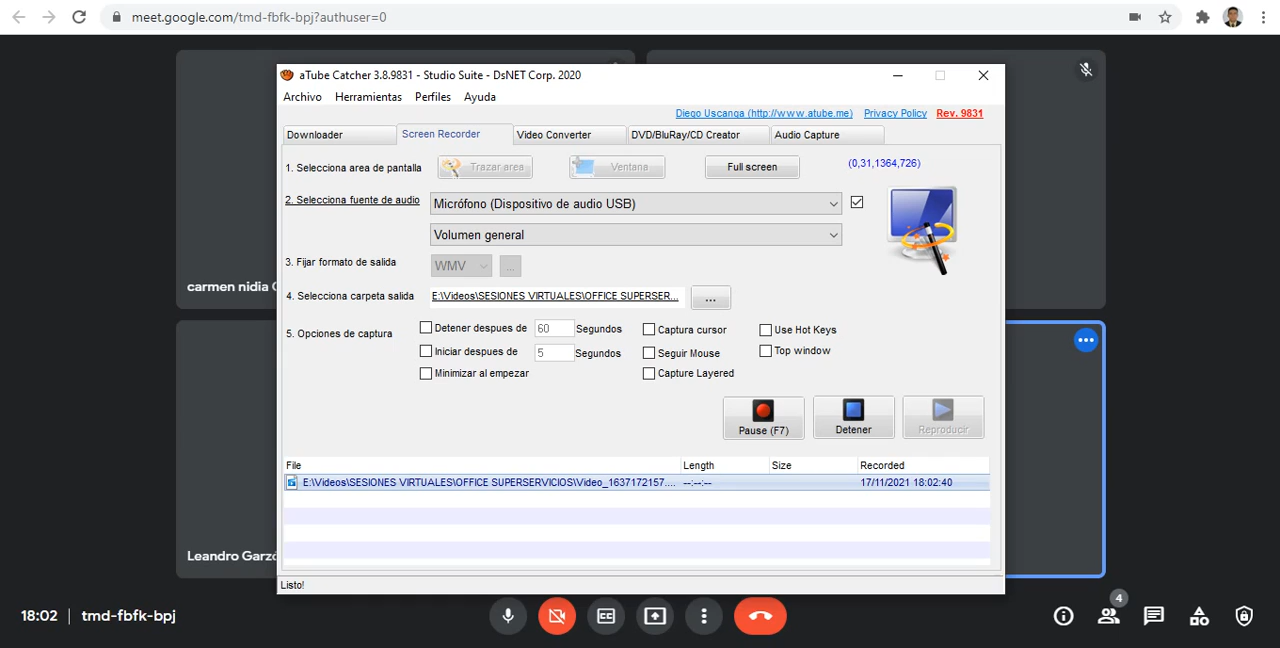 meet.google.com/tmd-fbfk-bpj?authuser=0
aTube Catcher 3.8.9831 - Studio Suite - DsNET Corp. 2020
Archivo Herramientas Perfiles Ayuda
Diego Uscanga (http://www.atube.me) Privacy Policy Rev. 9831
Downloader Screen Recorder Video Converter DVD/BluRay/CD Creator Audio Capture
1. Selecciona area de pantalla Trazar area Ventana Full screen (0,31,1364,726)
2. Selecciona fuente de audio Micrófono (Dispositivo de audio USB)
Volumen general
3. Fijar formato de salida WMV ...
4. Selecciona carpeta salida E:\Videos\SESIONES VIRTUALES\OFFICE SUPERSER... ...
5. Opciones de captura Detener despues de 60 Segundos Captura cursor Use Hot Keys
Iniciar despues de 5 Segundos Seguir Mouse Top window
Minimizar al empezar Capture Layered
Pause (F7) Detener Reproducir
File Length Size Recorded
E:\Videos\SESIONES VIRTUALES\OFFICE SUPERSERVICIOS\Video_1637172157.... --:--:-- 17/11/2021 18:02:40
Listo!
carmen nidia
Leandro Garzó
18:02 | tmd-fbfk-bpj
CC
4